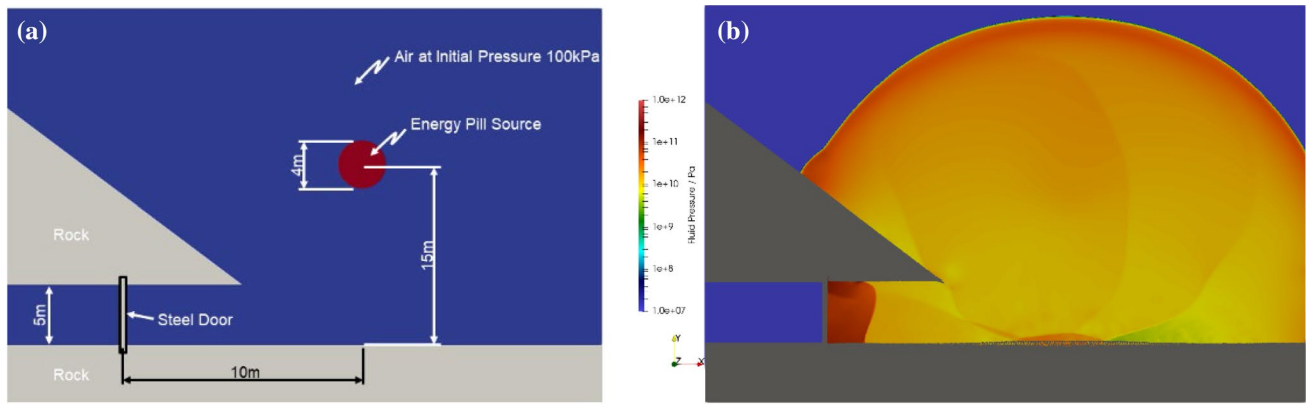 (a)
Air at Initial Pressure 100kPa
Energy Pill Source
4m
15m
Rock
5m
Steel Door
10m
Rock
1.0e+12
1e+11
1e+10
1e+9
1e+8
1.0e+07
Fluid Pressure / Pa
Y
Z
X
(b)